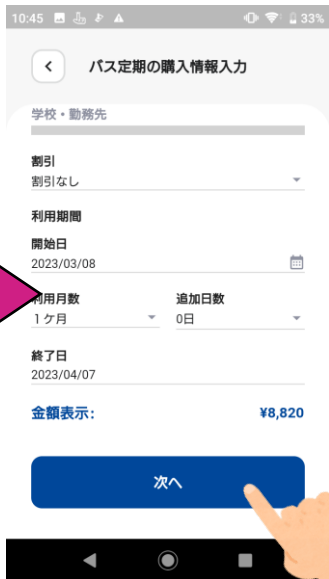 10:45 33%
パス定期の購入情報入力
学校・勤務先
割引
割引なし
利用期間
開始日
2023/03/08
利用月数 追加日数
1ケ月 0日
終了日
2023/04/07
金額表示: ¥8,820
次へ